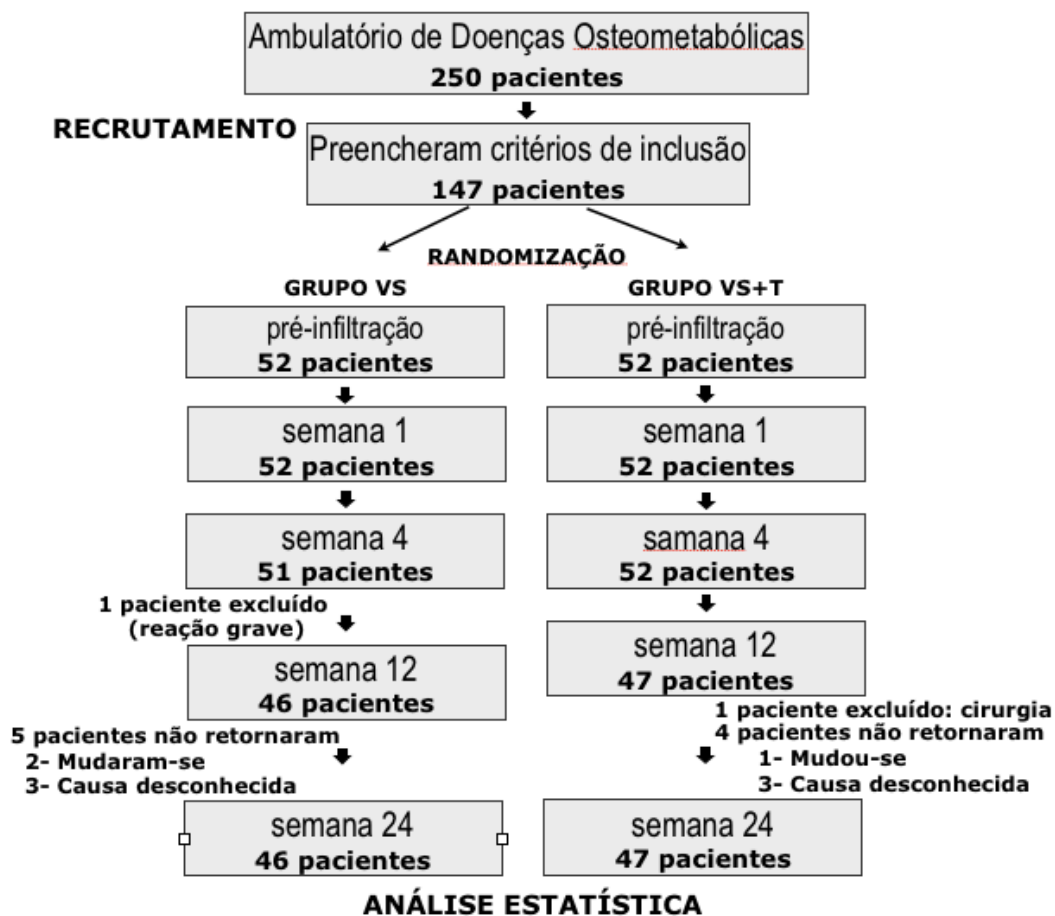 Ambulatório de Doenças Osteometabólicas
250 pacientes
RECRUTAMENTO
Preencheram critérios de inclusão
147 pacientes
RANDOMIZAÇÃO
GRUPO VS
pré-infiltração
52 pacientes
semana 1
52 pacientes
semana 4
51 pacientes
1 paciente excluído
(reação grave)
semana 12
46 pacientes
5 pacientes não retornaram
2- Mudaram-se
3- Causa desconhecida
semana 24
46 pacientes
GRUPO VS+T
pré-infiltração
52 pacientes
semana 1
52 pacientes
samana 4
52 pacientes
semana 12
47 pacientes
1 paciente excluído: cirurgia
4 pacientes não retornaram
1- Mudou-se
3- Causa desconhecida
semana 24
47 pacientes
ANÁLISE ESTATÍSTICA